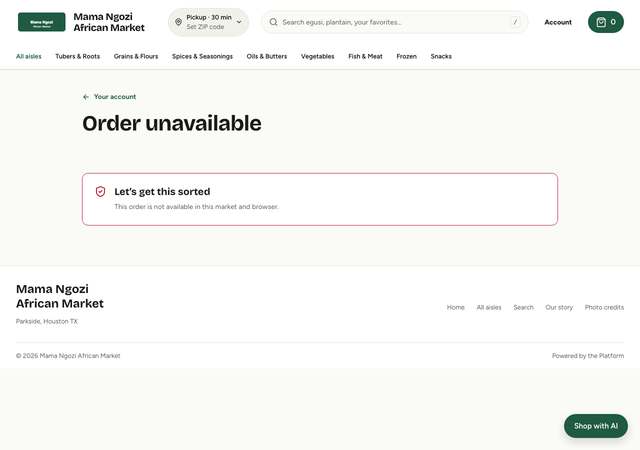 Mama Ngozi
Mama Ngozi
African Market
Pickup · 30 min
Set ZIP code
Search egusi, plantain, your favorites...
/
Account
0
All aisles
Tubers & Roots
Grains & Flours
Spices & Seasonings
Oils & Butters
Vegetables
Fish & Meat
Frozen
Snacks
Your account
Order unavailable
Let's get this sorted
This order is not available in this market and browser.
Mama Ngozi
African Market
Parkside, Houston TX
Home
All aisles
Search
Our story
Photo credits
© 2026 Mama Ngozi African Market
Powered by the Platform
Shop with AI